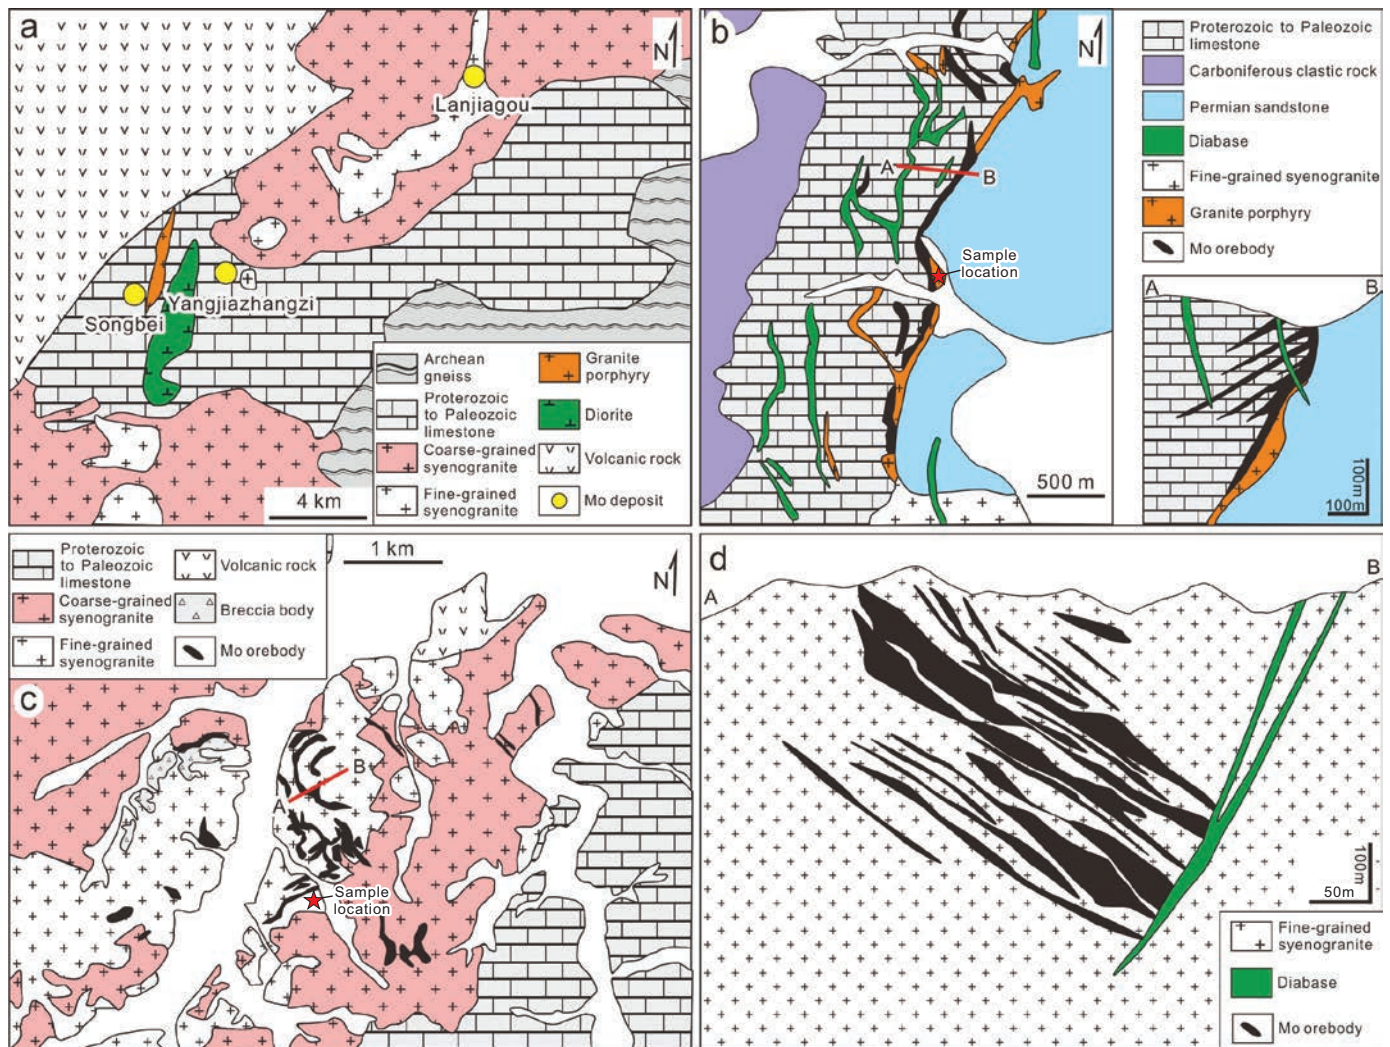 a
N
Lanjiagou
Yangjiazhangzi
Songbei
4 km
Archean
gneiss
Proterozoic
to Paleozoic
limestone
Coarse-grained
syenogranite
Fine-grained
syenogranite
Granite
porphyry
Diorite
Volcanic rock
Mo deposit
b
N
A
B
Sample
location
500 m
Proterozoic to Paleozoic
limestone
Carboniferous clastic rock
Permian sandstone
Diabase
Fine-grained syenogranite
Granite porphyry
Mo orebody
A
B
100m
100m
Proterozoic
to Paleozoic
limestone
Coarse-grained
syenogranite
Fine-grained
syenogranite
Volcanic rock
Breccia body
Mo orebody
1 km
N
c
A
B
Sample
location
d
A
B
100m
50m
Fine-grained
syenogranite
Diabase
Mo orebody